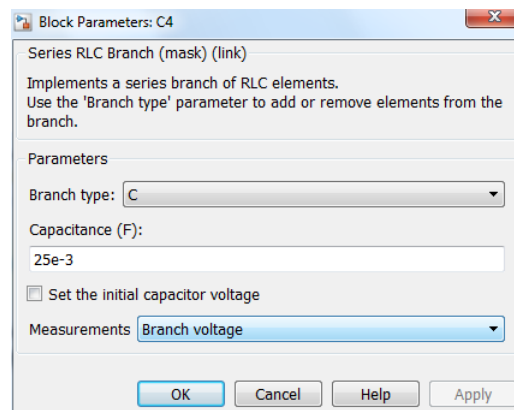 Block Parameters: C4
Series RLC Branch (mask) (link)
Implements a series branch of RLC elements.
Use the 'Branch type' parameter to add or remove elements from the
branch.
Parameters
Branch type: C
Capacitance (F):
25e-3
Set the initial capacitor voltage
Measurements Branch voltage
OK Cancel Help Apply